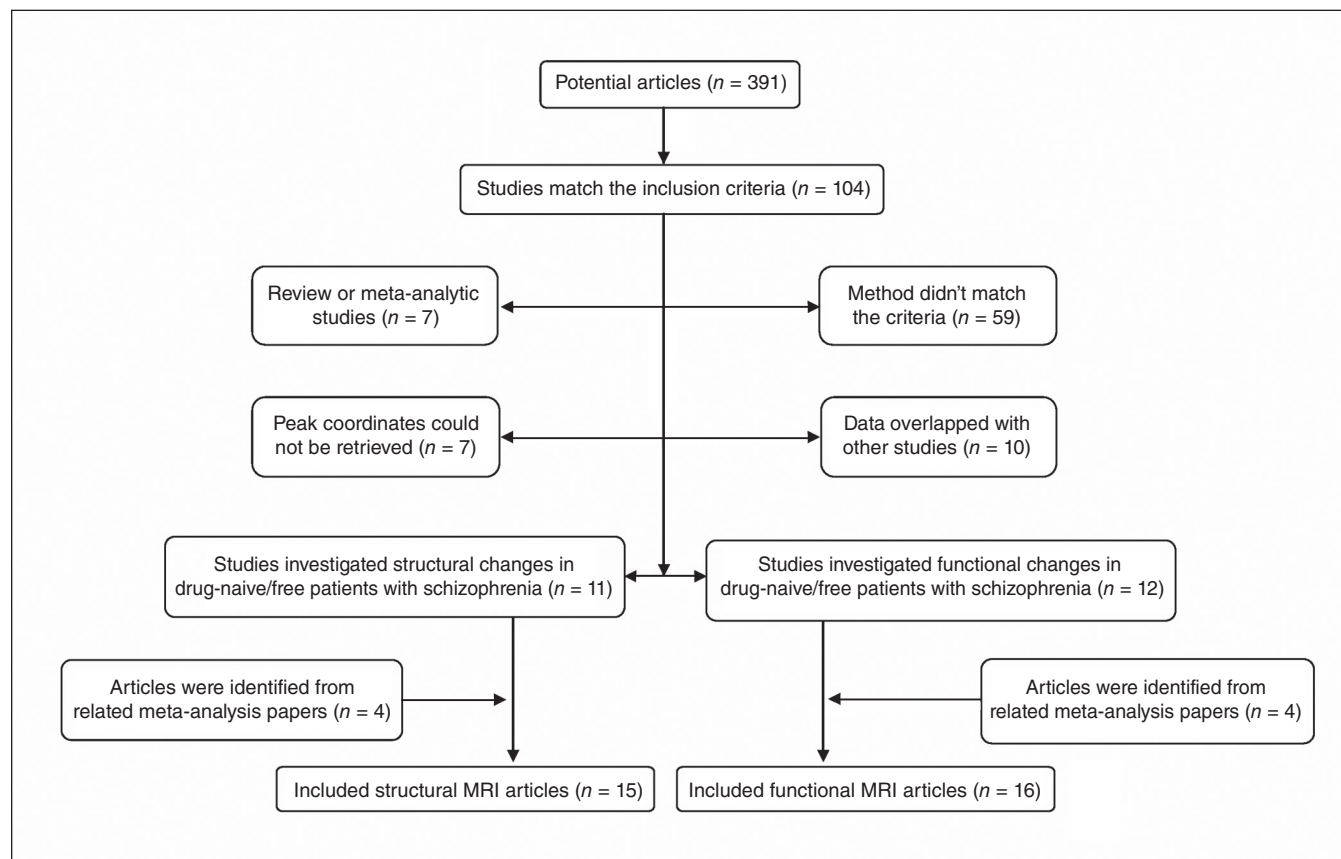 Potential articles (n = 391)
Studies match the inclusion criteria (n = 104)
Review or meta-analytic
studies (n = 7)
Method didn't match
the criteria (n = 59)
Peak coordinates could
not be retrieved (n = 7)
Data overlapped with
other studies (n = 10)
Studies investigated structural changes in
drug-naive/free patients with schizophrenia (n = 11)
Studies investigated functional changes in
drug-naive/free patients with schizophrenia (n = 12)
Articles were identified from
related meta-analysis papers (n = 4)
Articles were identified from
related meta-analysis papers (n = 4)
Included structural MRI articles (n = 15)
Included functional MRI articles (n = 16)